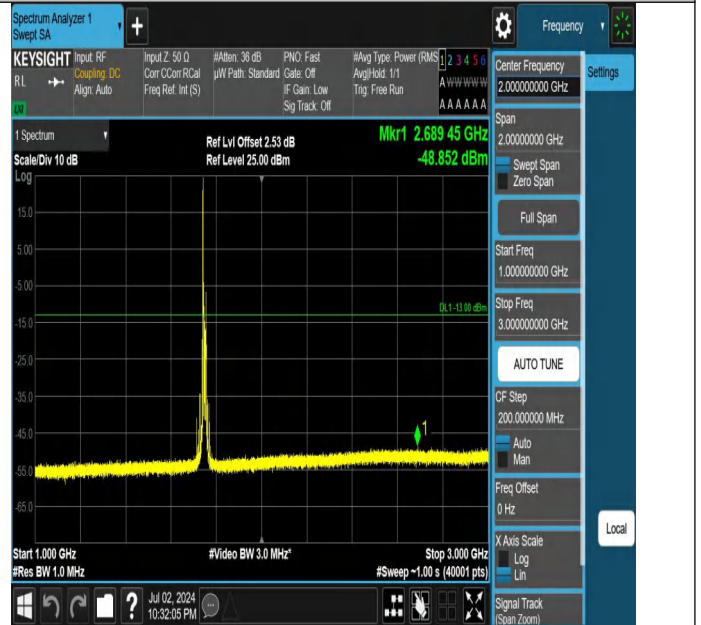 Spectrum Analyzer 1
Swept SA
+
Frequency
KEYSIGHT
Input: RF
Input Z: 50 Ω
#Atten: 36 dB
PNO: Fast
#Avg Type: Power (RMS
1 2 3 4 5 6
RL
Coupling: DC
Corr CCorr RCal
µW Path: Standard
Gate: Off
Avg|Hold: 1/1
A W W W W W
Align: Auto
Freq Ref: Int (S)
IF Gain: Low
Trig: Free Run
Sig Track: Off
A A A A A A
LXI
1 Spectrum
Ref Lvl Offset 2.53 dB
Mkr1 2.689 45 GHz
Scale/Div 10 dB
Ref Level 25.00 dBm
-48.852 dBm
Log
15.0
5.00
-5.00
DL1 -13.00 dBm
-25.0
-35.0
-45.0
1
-55.0
-65.0
Start 1.000 GHz
#Video BW 3.0 MHz*
Stop 3.000 GHz
#Res BW 1.0 MHz
#Sweep ~1.00 s (40001 pts)
Center Frequency
2.000000000 GHz
Settings
Span
2.00000000 GHz
Swept Span
Zero Span
Full Span
Start Freq
1.000000000 GHz
Stop Freq
3.000000000 GHz
AUTO TUNE
CF Step
200.000000 MHz
Auto
Man
Freq Offset
0 Hz
X Axis Scale
Log
Lin
Local
Signal Track
(Span Zoom)
?
Jul 02, 2024
10:32:05 PM